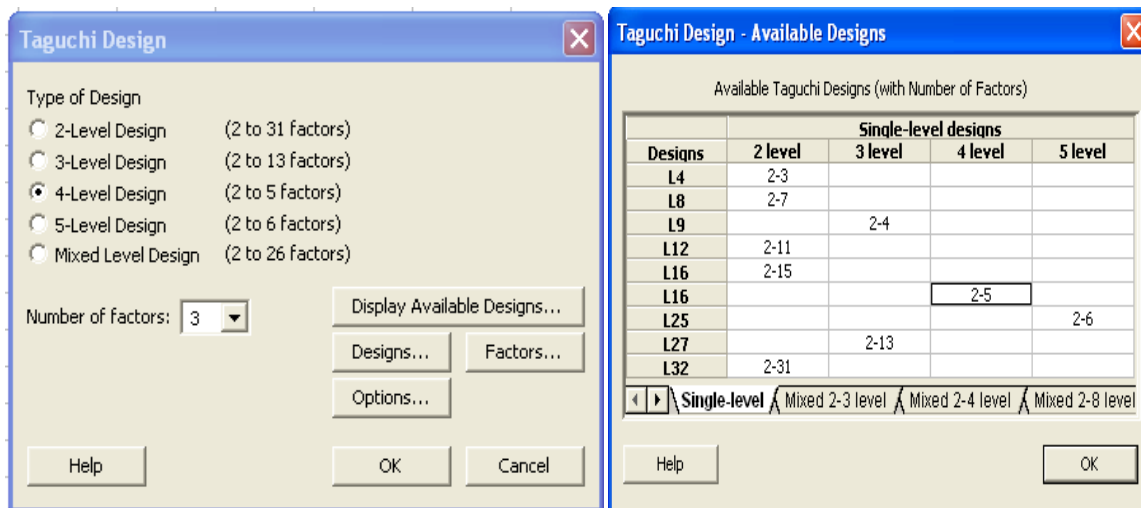 Taguchi Design
Type of Design
2-Level Design (2 to 31 factors)
3-Level Design (2 to 13 factors)
4-Level Design (2 to 5 factors)
5-Level Design (2 to 6 factors)
Mixed Level Design (2 to 26 factors)
Number of factors: 3
Display Available Designs...
Designs... Factors...
Options...
Help OK Cancel
Taguchi Design - Available Designs
Available Taguchi Designs (with Number of Factors)
Single-level designs
Designs 2 level 3 level 4 level 5 level
L4 2-3
L8 2-7
L9 2-4
L12 2-11
L16 2-15
L16 2-5
L25 2-6
L27 2-13
L32 2-31
Single-level Mixed 2-3 level Mixed 2-4 level Mixed 2-8 level
Help OK